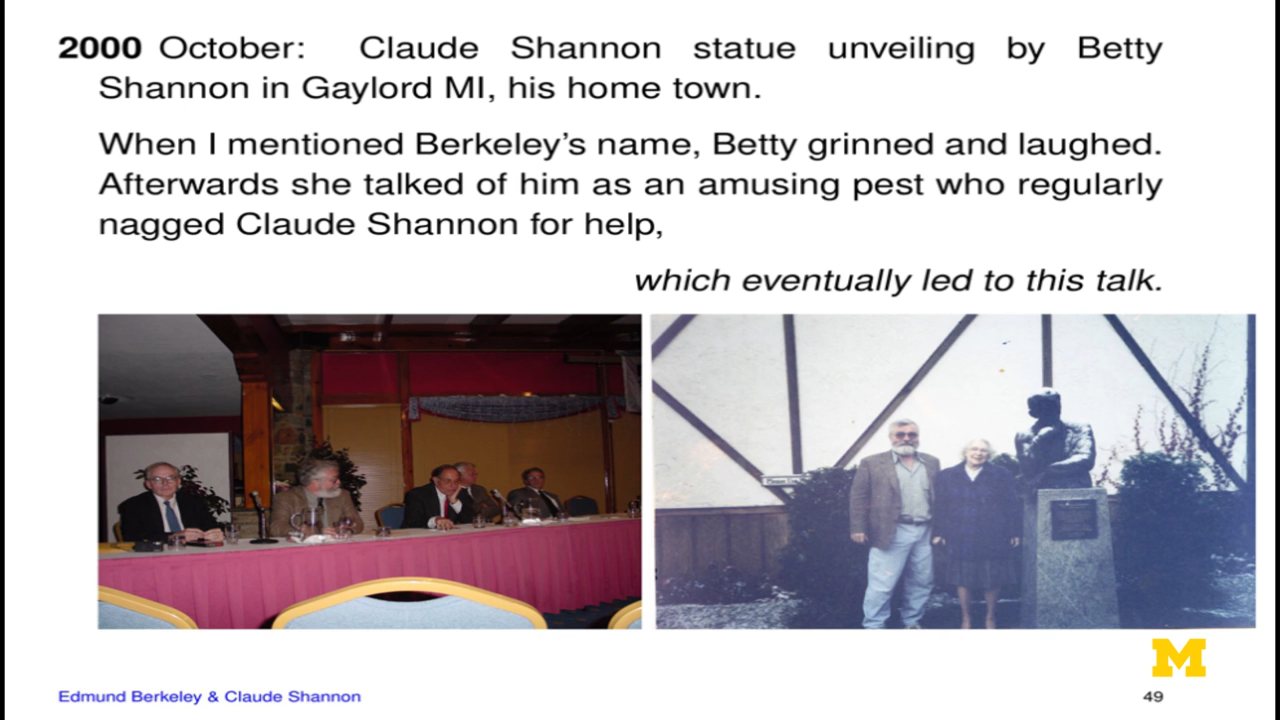 2000 October: Claude Shannon statue unveiling by Betty
Shannon in Gaylord MI, his home town.
When I mentioned Berkeley's name, Betty grinned and laughed.
Afterwards she talked of him as an amusing pest who regularly
nagged Claude Shannon for help,
which eventually led to this talk.
M
Edmund Berkeley & Claude Shannon
49